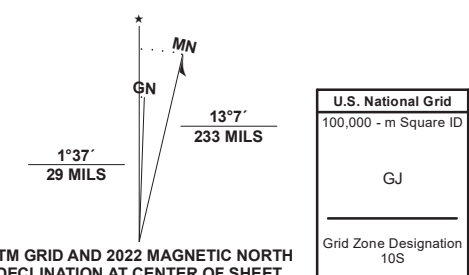 ★
MN
GN
13°7´
233 MILS
1°37´
29 MILS
TM GRID AND 2022 MAGNETIC NORTH
DECLINATION AT CENTER OF SHEET
U.S. National Grid
100,000 - m Square ID
GJ
Grid Zone Designation
10S